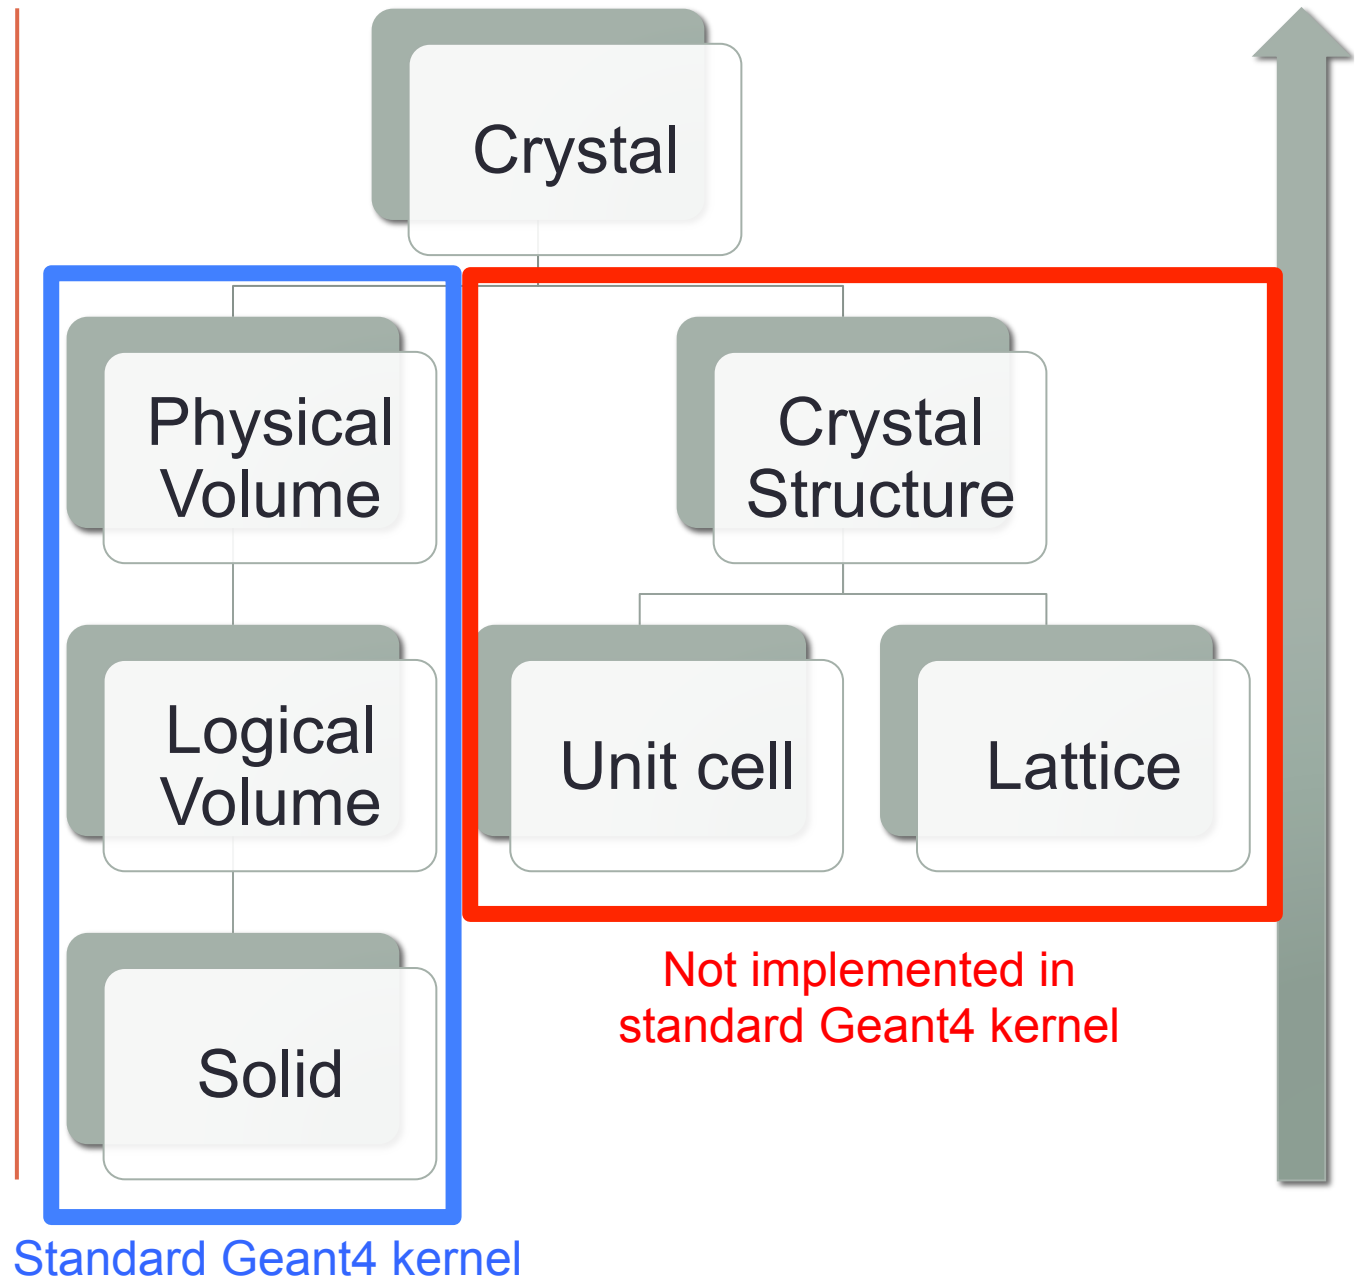 Crystal
Physical
Volume
Crystal
Structure
Logical
Volume
Unit cell
Lattice
Solid
Not implemented in
standard Geant4 kernel
Standard Geant4 kernel